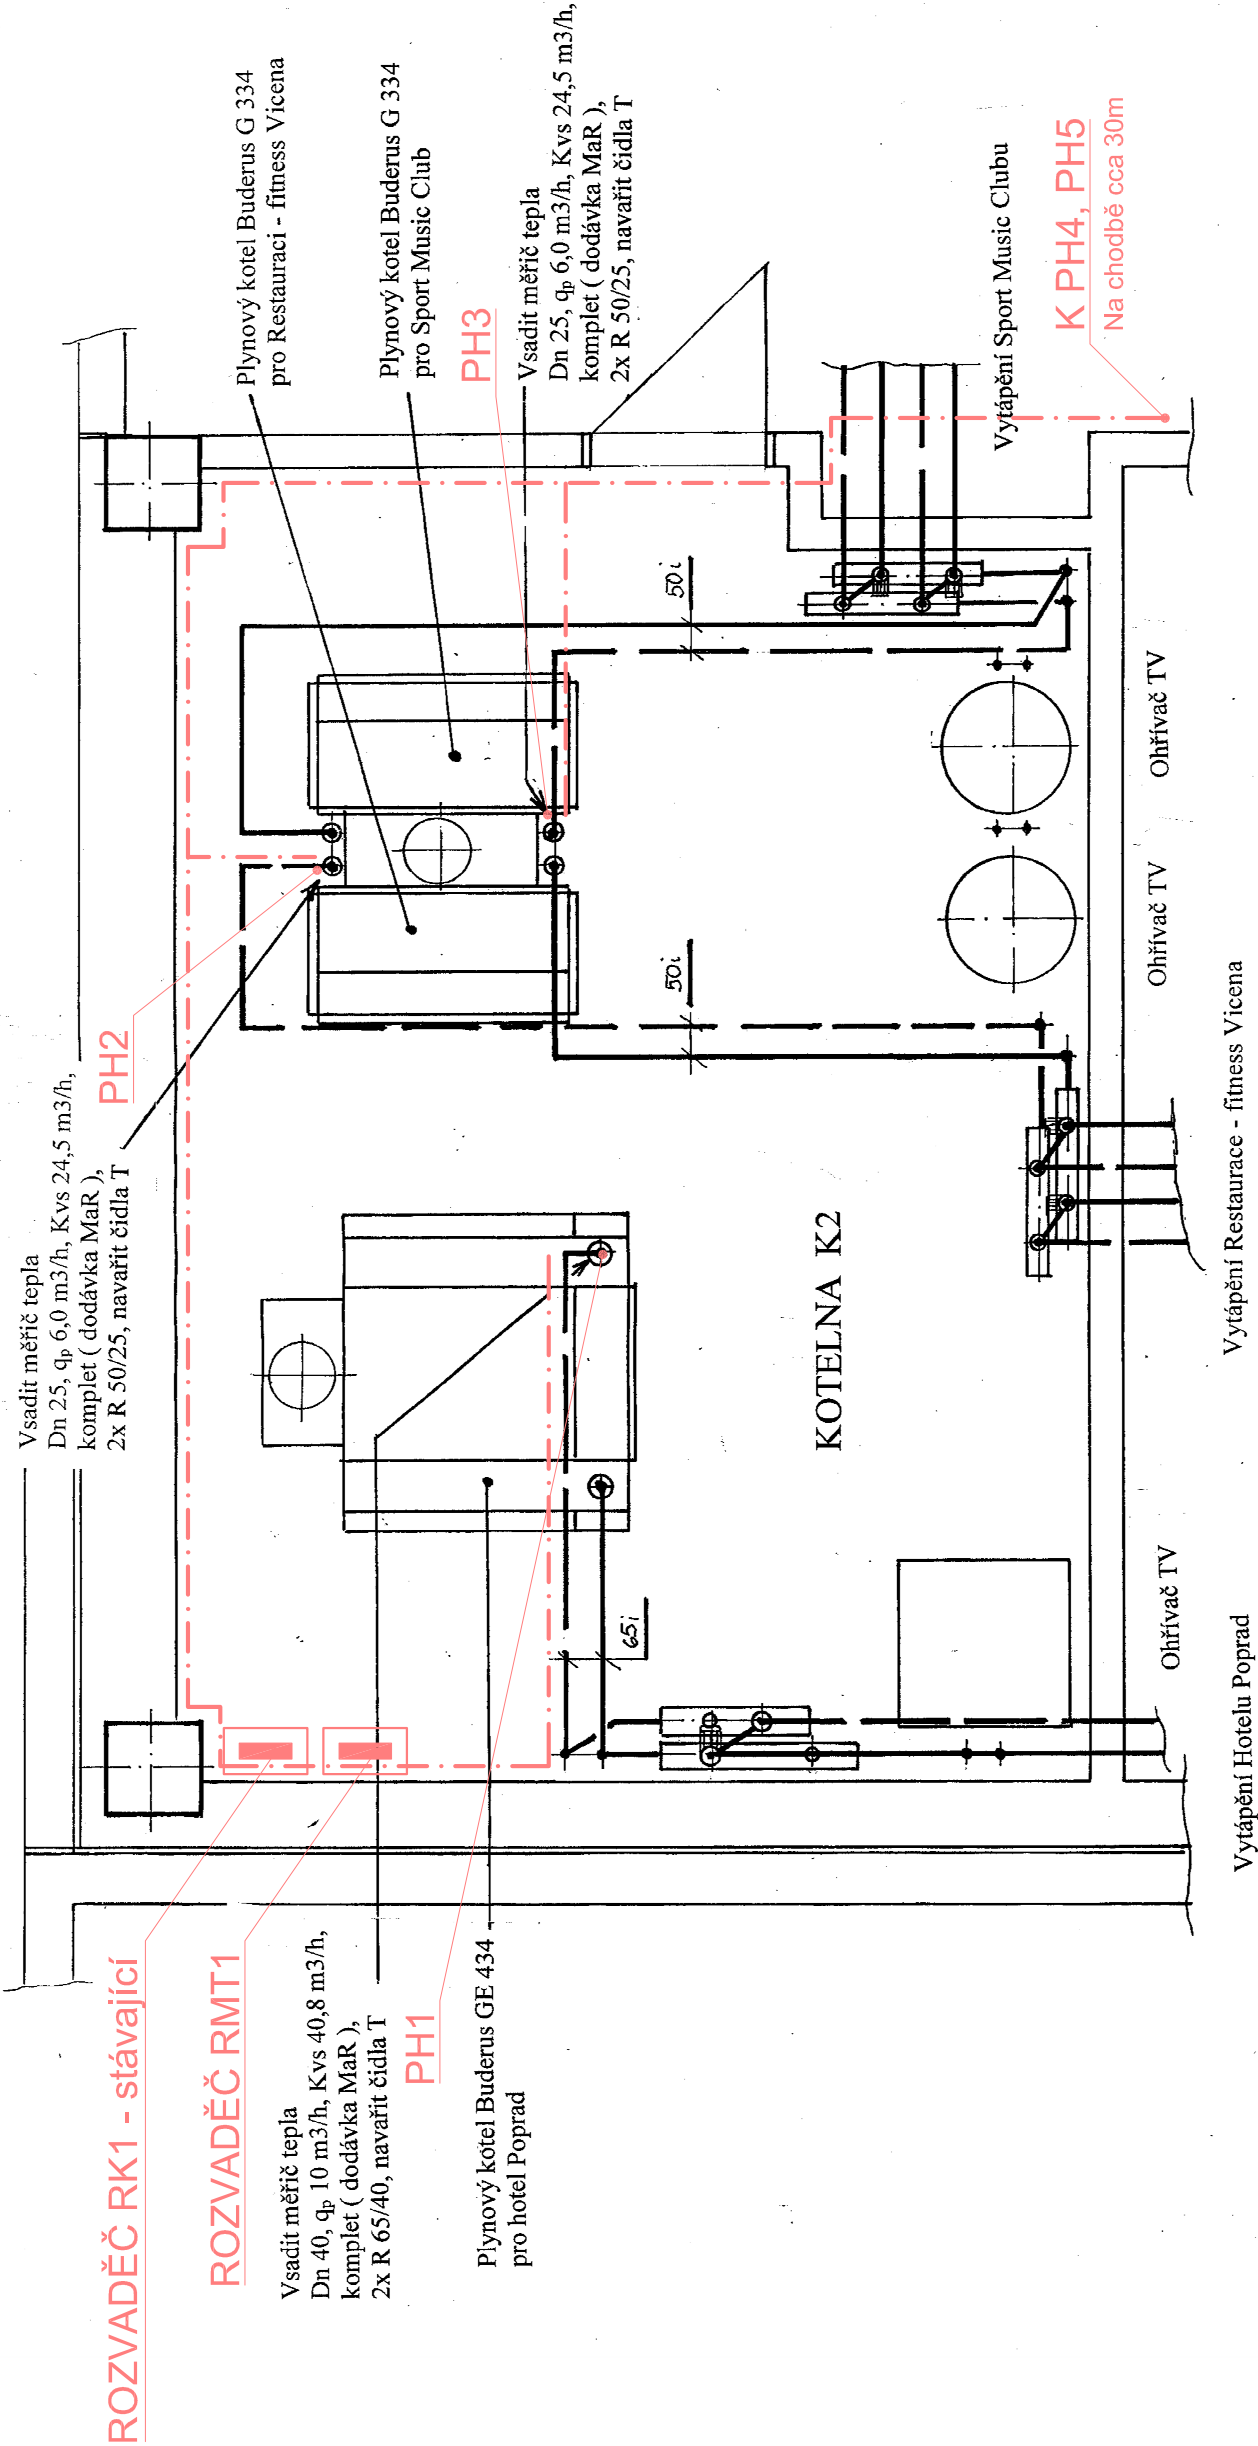 Vsadit měřič tepla
Dn 25, qp 6,0 m3/h, Kvs 24,5 m3/h,
komplet ( dodávka MaR ),
2x R 50/25, navařit čidla T
PH2
Plynový kotel Buderus G 334
pro Restauraci - fitness Vicena
Plynový kotel Buderus G 334
pro Sport Music Club
PH3
Vsadit měřič tepla
Dn 25, qp 6,0 m3/h, Kvs 24,5 m3/h,
komplet ( dodávka MaR ),
2x R 50/25, navařit čidla T
ROZVADĚČ RK1 - stávající
ROZVADĚČ RMT1
Vsadit měřič tepla
Dn 40, qp 10 m3/h, Kvs 40,8 m3/h,
komplet ( dodávka MaR ),
2x R 65/40, navařit čidla T
PH1
Plynový kotel Buderus GE 434
pro hotel Poprad
65i
50i
50i
KOTELNA K2
Vytápění Sport Music Clubu
K PH4, PH5
Na chodbě cca 30m
Ohřívač TV
Ohřívač TV
Ohřívač TV
Vytápění Restaurace - fitness Vicena
Vytápění Hotelu Poprad